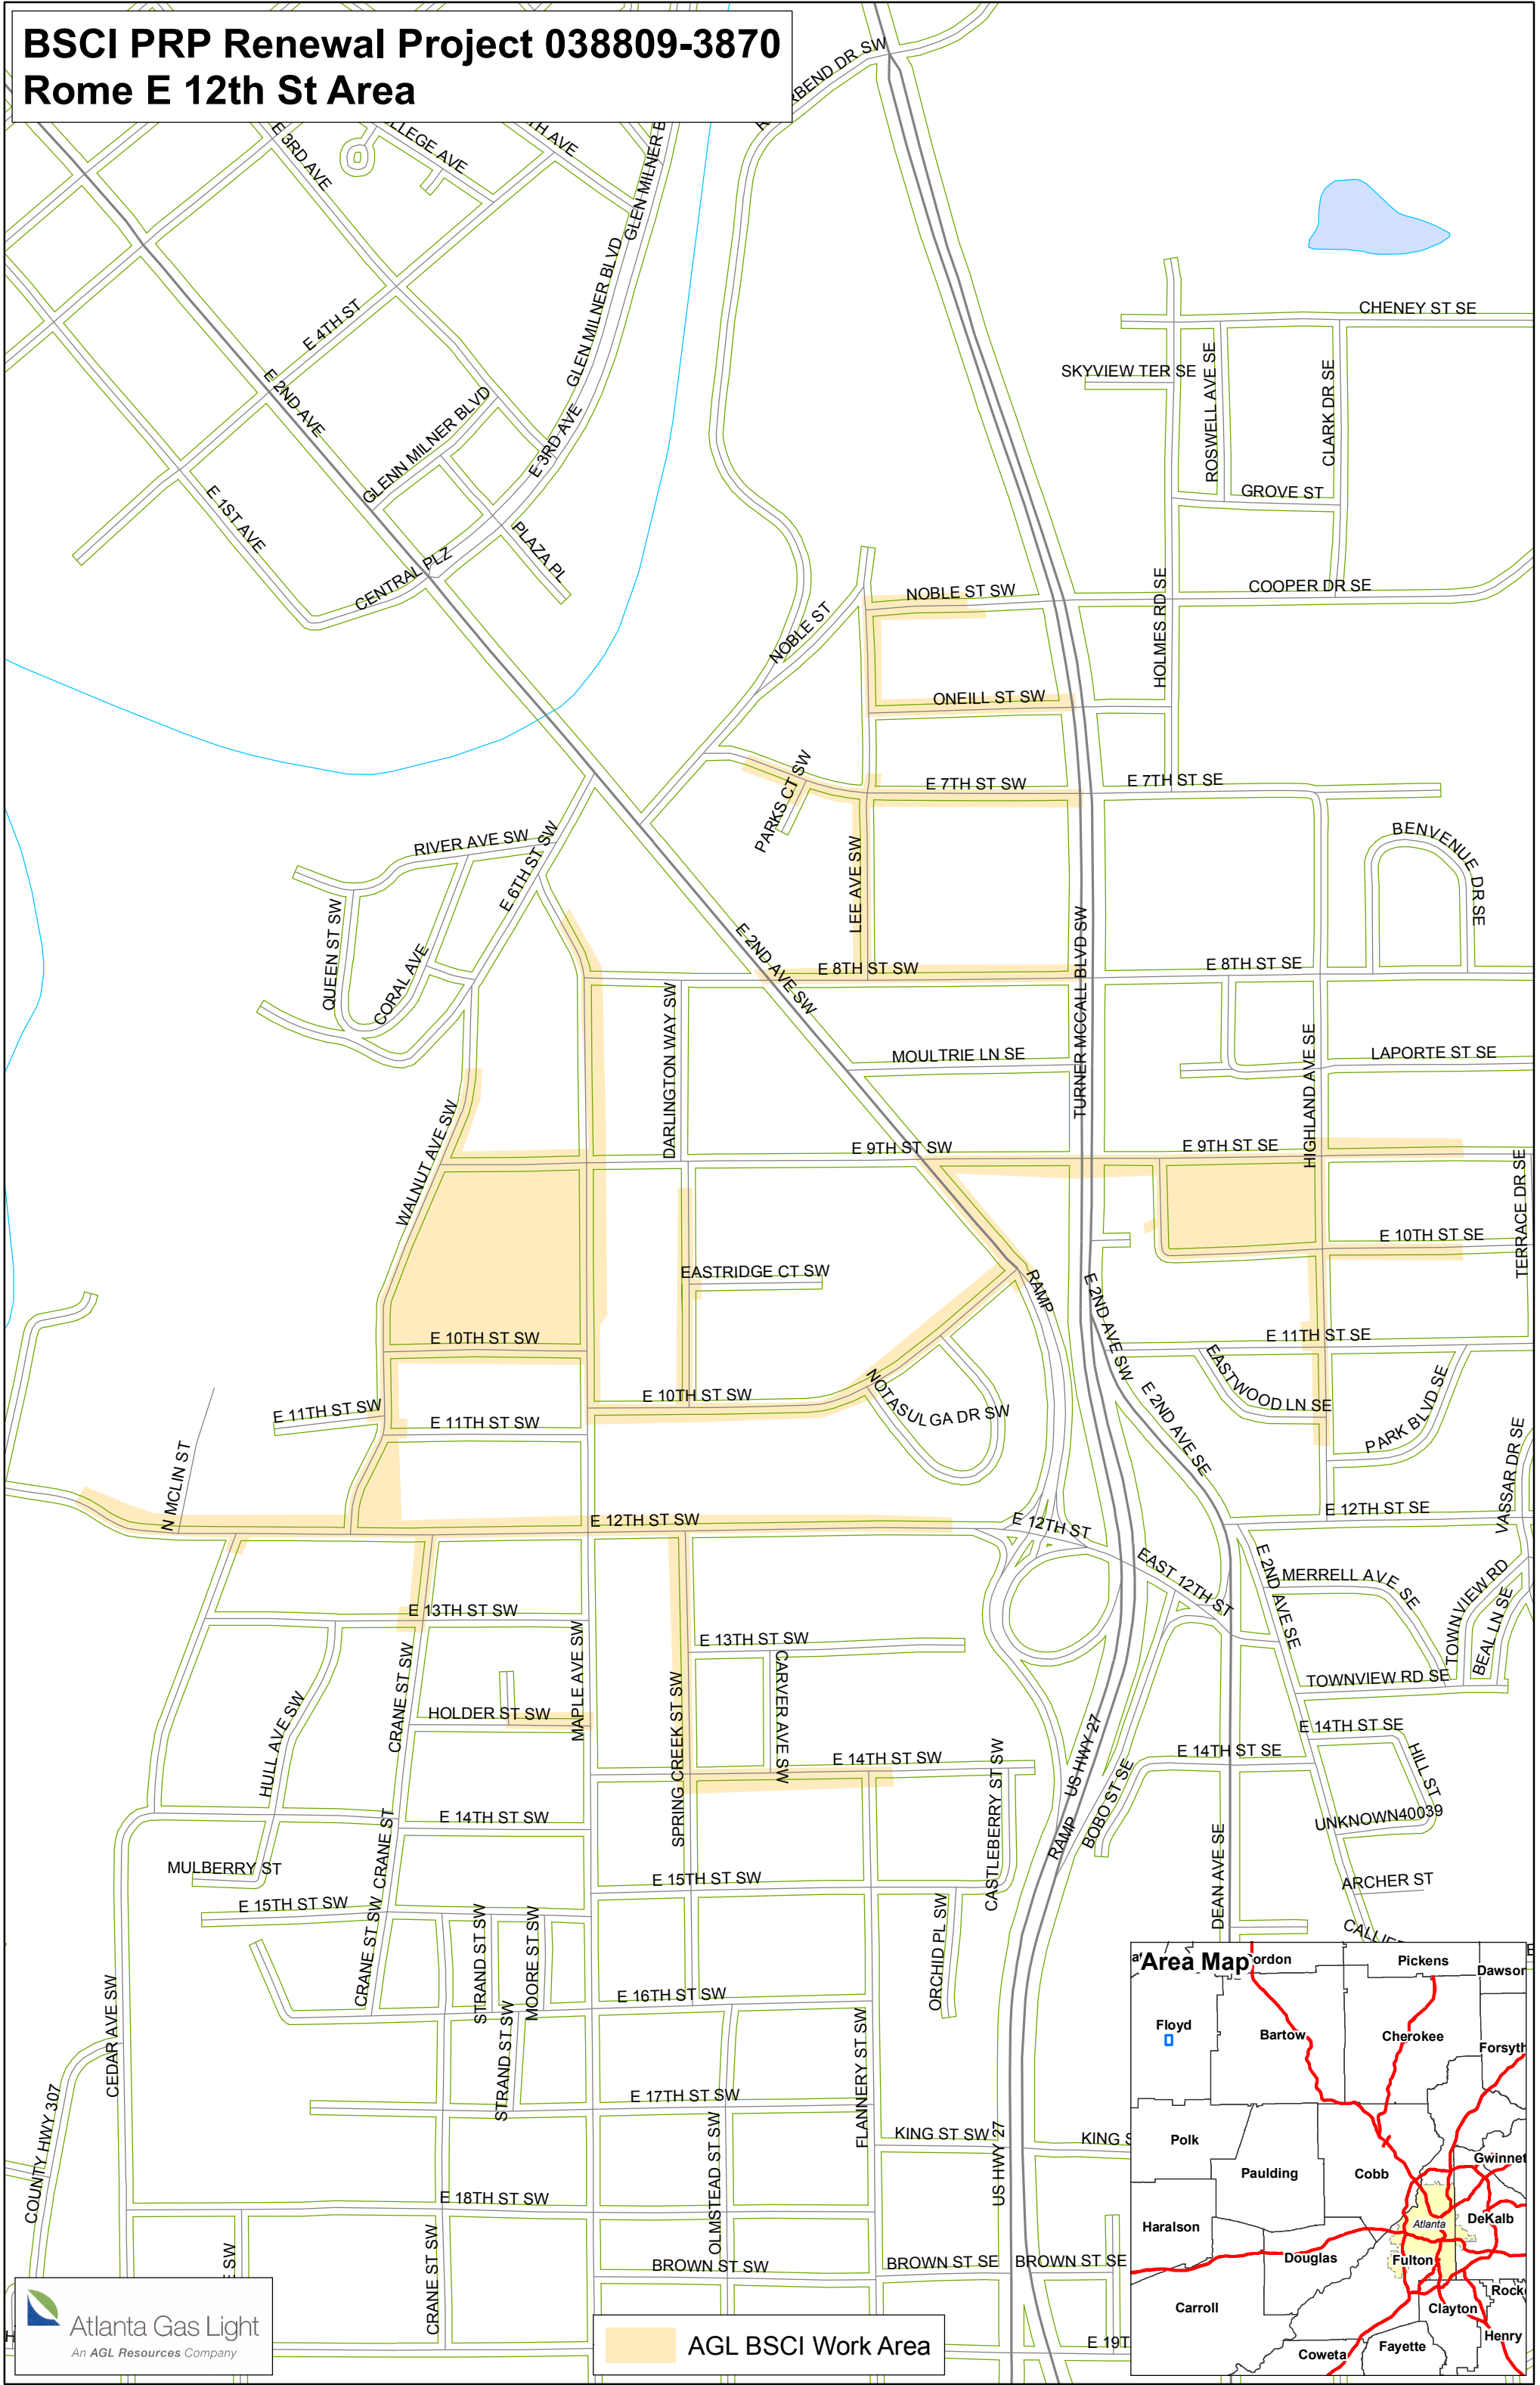 BSCI PRP Renewal Project 038809-3870
Rome E 12th St Area
E 3RD AVE
GLEN MILNER BLVD
E 4TH ST
E 2ND AVE
GLENN MILNER BLVD
E 3RD AVE
E 1ST AVE
PLAZA PL
CENTRAL PLZ
CHENEY ST SE
SKYVIEW TER SE
ROSWELL AVE SE
CLARK DR SE
GROVE ST
NOBLE ST SW
COOPER DR SE
HOLMES RD SE
NOBLE ST
ONEILL ST SW
PARKS CT SW
E 7TH ST SW
E 7TH ST SE
RIVER AVE SW
E 6TH ST SW
LEE AVE SW
BENVENUE DR SE
QUEEN ST SW
CORAL AVE
E 2ND AVE SW
E 8TH ST SW
E 8TH ST SE
TURNER MCCALL BLVD SW
DARLINGTON WAY SW
MOULTRIE LN SE
HIGHLAND AVE SE
LAPORTE ST SE
WALNUT AVE SW
E 9TH ST SW
E 9TH ST SE
TERRACE DR SE
E 10TH ST SE
EASTRIDGE CT SW
RAMP
E 2ND AVE SW
E 10TH ST SW
E 11TH ST SE
EASTWOOD LN SE
PARK BLVD SE
E 10TH ST SW
NOTASULGA DR SW
E 11TH ST SW
E 11TH ST SW
E 2ND AVE SE
N MCLIN ST
VASSAR DR SE
E 12TH ST SW
E 12TH ST
E 12TH ST SE
EAST 12TH ST
E 2ND AVE SE
MERRELL AVE SE
TOWNVIEW RD
BEAL LN SE
E 13TH ST SW
E 13TH ST SW
CRANE ST SW
MAPLE AVE SW
SPRING CREEK ST SW
CARVER AVE SW
TOWNVIEW RD SE
HULL AVE SW
HOLDER ST SW
E 14TH ST SW
US HWY 27
E 14TH ST SE
E 14TH ST SE
HILL ST
CASTLEBERRY ST SW
RAMP
BOBO ST SE
UNKNOWN40039
E 14TH ST SW
CRANE ST
MULBERRY ST
E 15TH ST SW
E 15TH ST SW
ARCHER ST
DEAN AVE SE
CRANE ST SW
STRAND ST SW
MOORE ST SW
ORCHID PL SW
E 16TH ST SW
CEDAR AVE SW
STRAND ST SW
FLANNERY ST SW
E 17TH ST SW
COUNTY HWY 307
KING ST SW
US HWY 27
OLMSTEAD ST SW
E 18TH ST SW
CRANE ST SW
BROWN ST SW
BROWN ST SE
BROWN ST SE
Area Map
Pickens
Floyd
Bartow
Cherokee
Polk
Paulding
Cobb
Haralson
Atlanta
DeKalb
Douglas
Fulton
Carroll
Clayton
Henry
Coweta
Fayette
Atlanta Gas Light
An AGL Resources Company
AGL BSCI Work Area